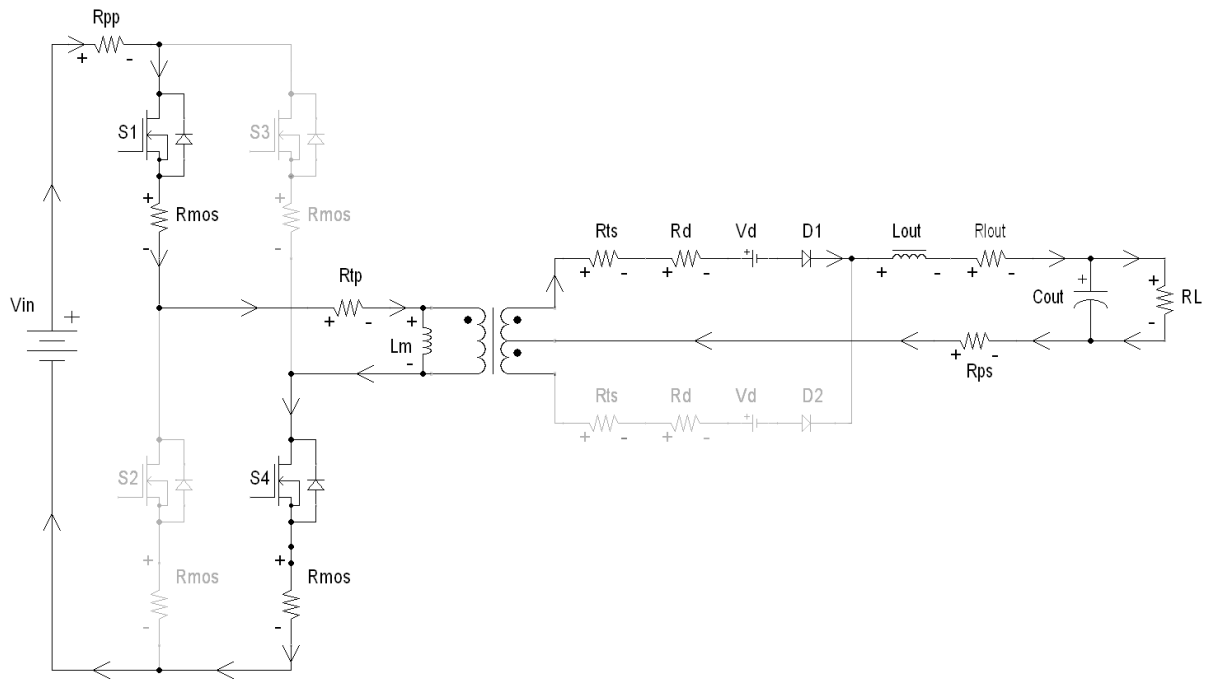 Rpp
S1
S3
Rmos
Rmos
Vin
Rtp
Lm
Rts
Rd
Vd
D1
Lout
Rlout
Cout
RL
Rps
Rts
Rd
Vd
D2
S2
S4
Rmos
Rmos